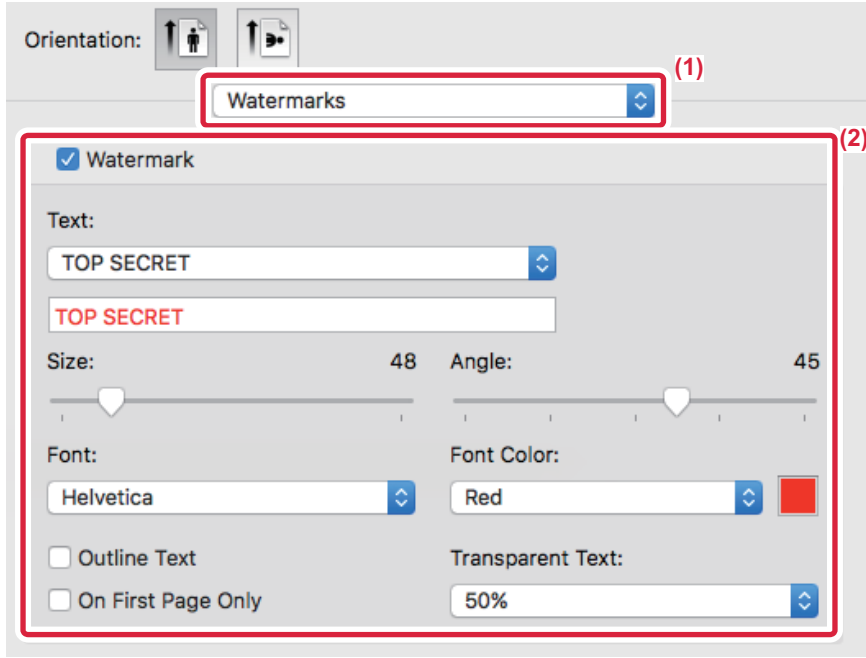 Orientation:
(1)
Watermarks
(2)
Watermark
Text:
TOP SECRET
TOP SECRET
Size: 48 Angle: 45
Font: Font Color:
Helvetica Red
Outline Text Transparent Text:
On First Page Only 50%